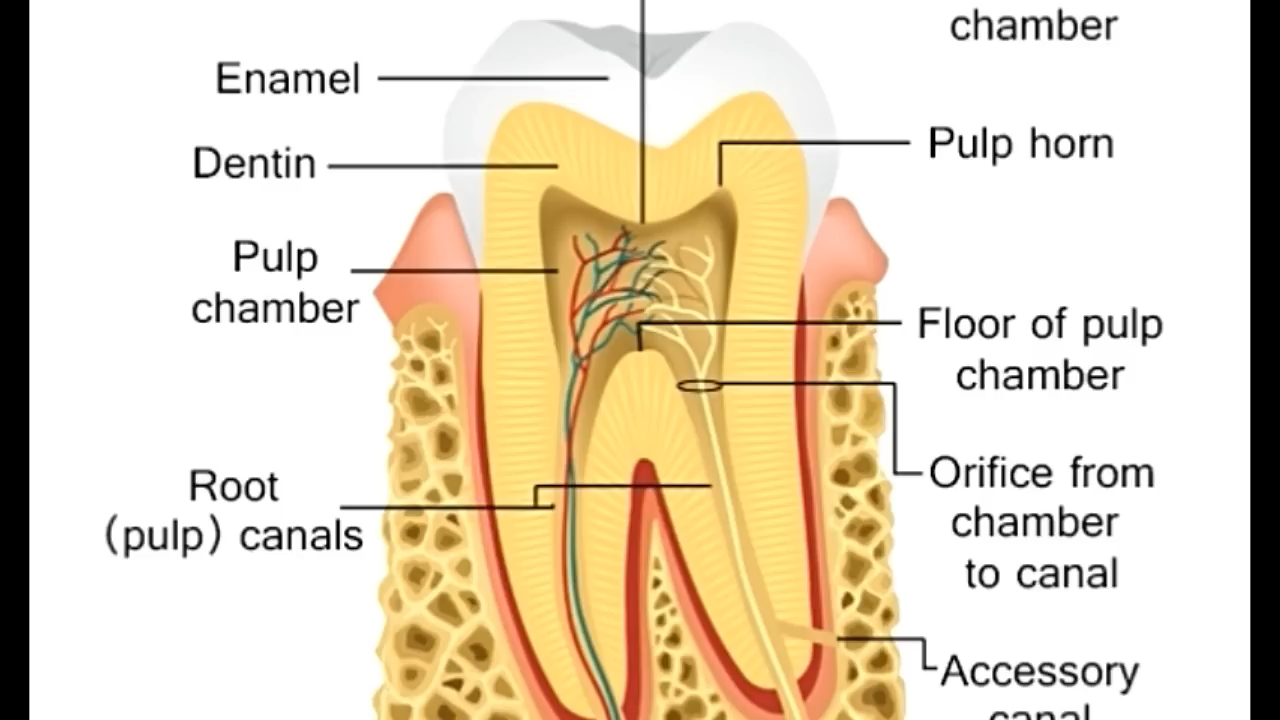 chamber
Enamel
Pulp horn
Dentin
Pulp
chamber
Floor of pulp
chamber
Root
(pulp) canals
Orifice from
chamber
to canal
Accessory
canal